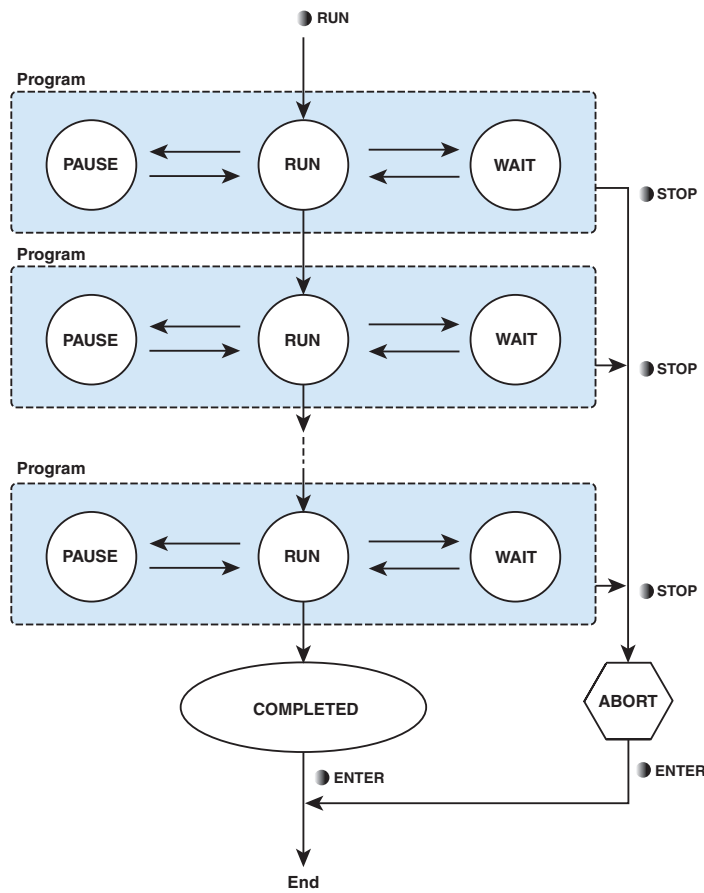 RUN
Program
PAUSE
RUN
WAIT
STOP
Program
PAUSE
RUN
WAIT
STOP
Program
PAUSE
RUN
WAIT
STOP
COMPLETED
ABORT
ENTER
ENTER
End